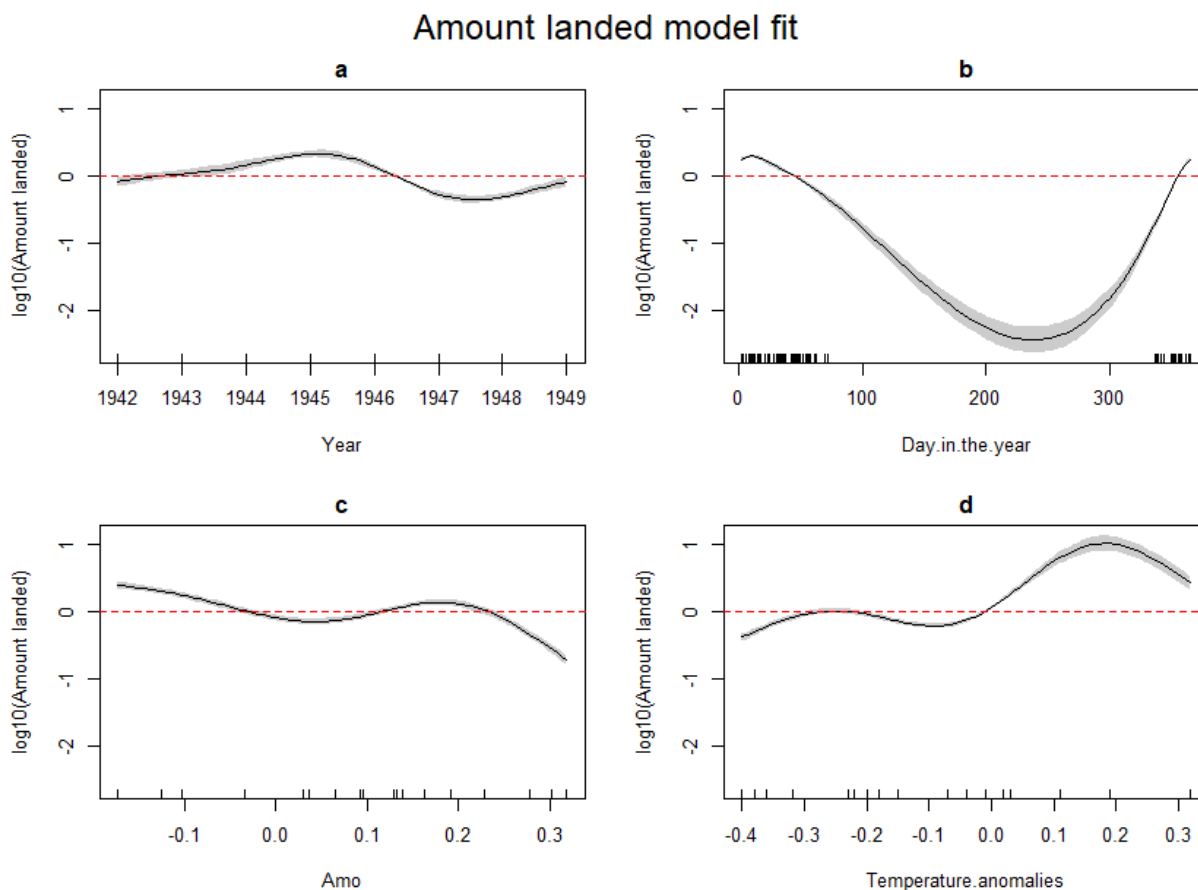 Amount landed model fit
a
log10(Amount landed)
1
0
-1
-2
1942 1943 1944 1945 1946 1947 1948 1949
Year
b
log10(Amount landed)
1
0
-1
-2
0 100 200 300
Day.in.the.year
c
log10(Amount landed)
1
0
-1
-2
-0.1 0.0 0.1 0.2 0.3
Amo
d
log10(Amount landed)
1
0
-1
-2
-0.4 -0.3 -0.2 -0.1 0.0 0.1 0.2 0.3
Temperature.anomalies